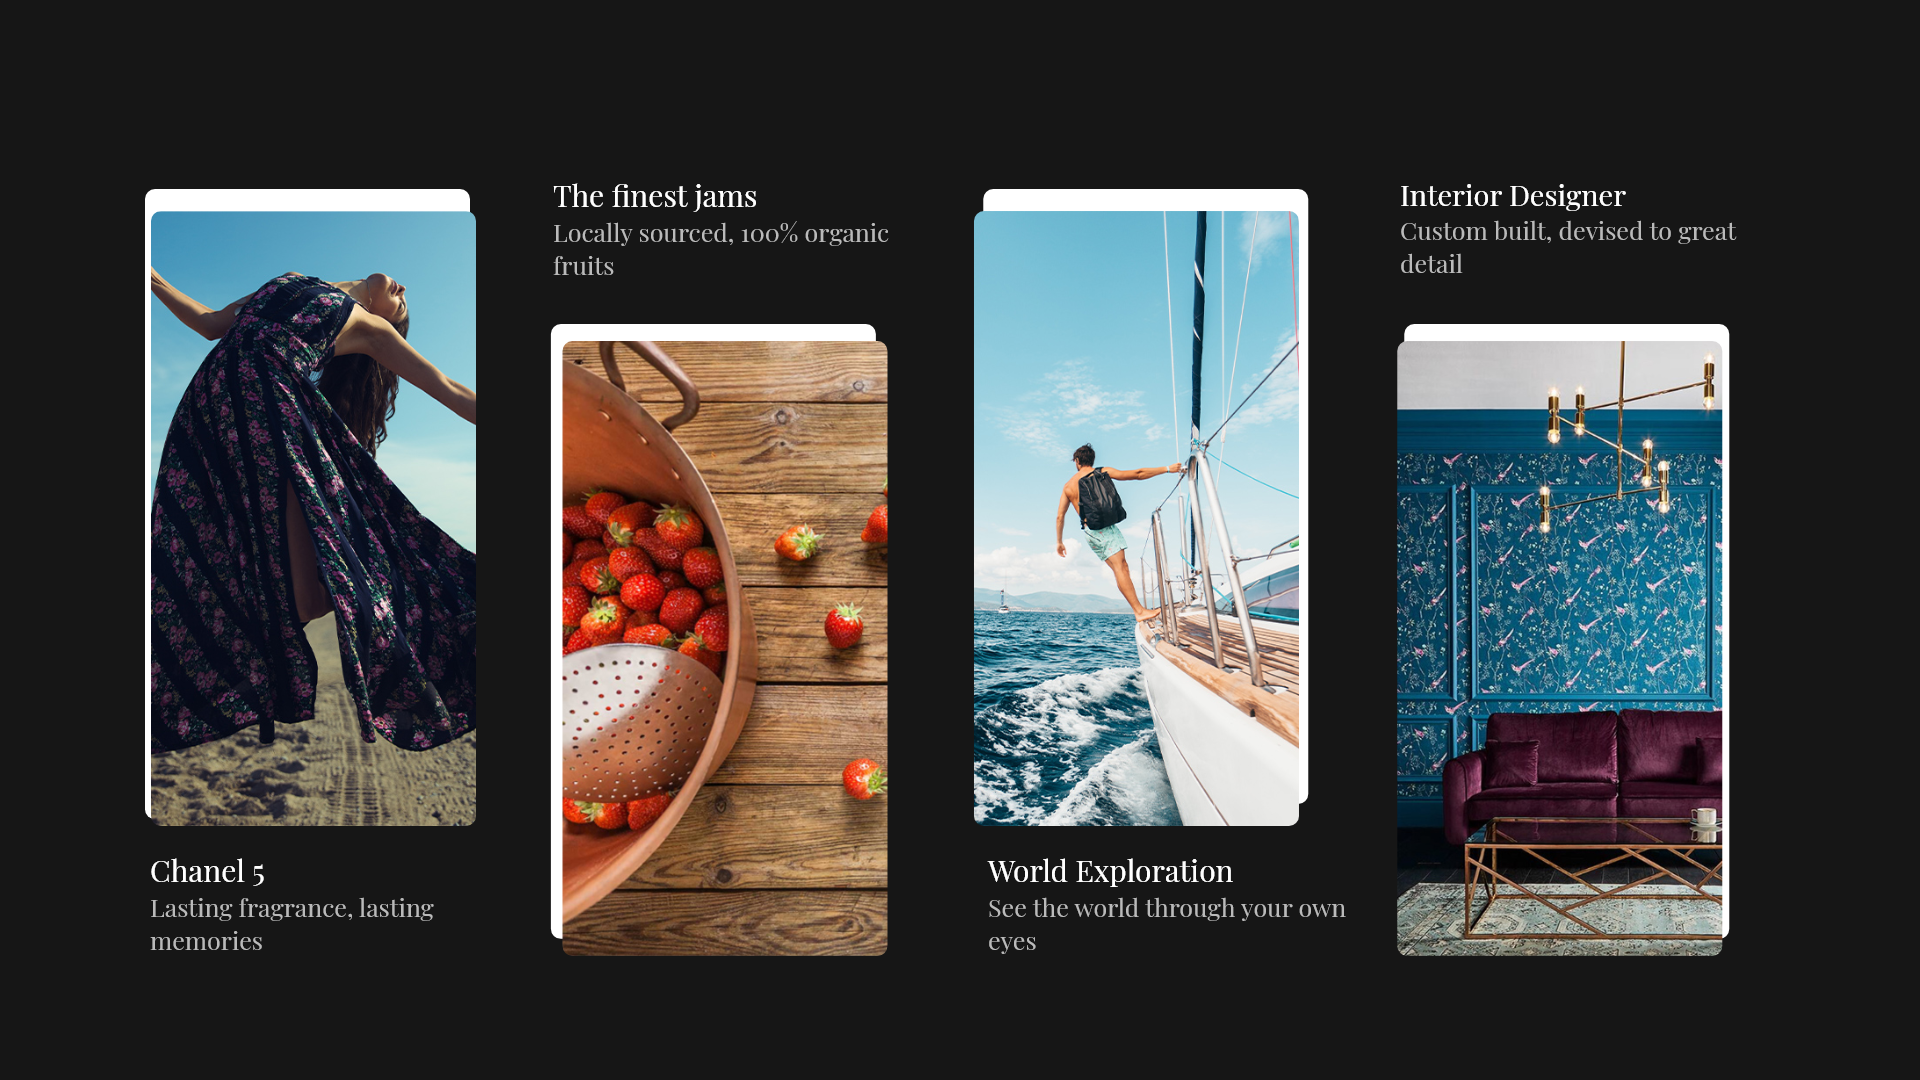 Chanel 5
Lasting fragrance, lasting
memories
The finest jams
Locally sourced, 100% organic
fruits
World Exploration
See the world through your own
eyes
Interior Designer
Custom built, devised to great
detail